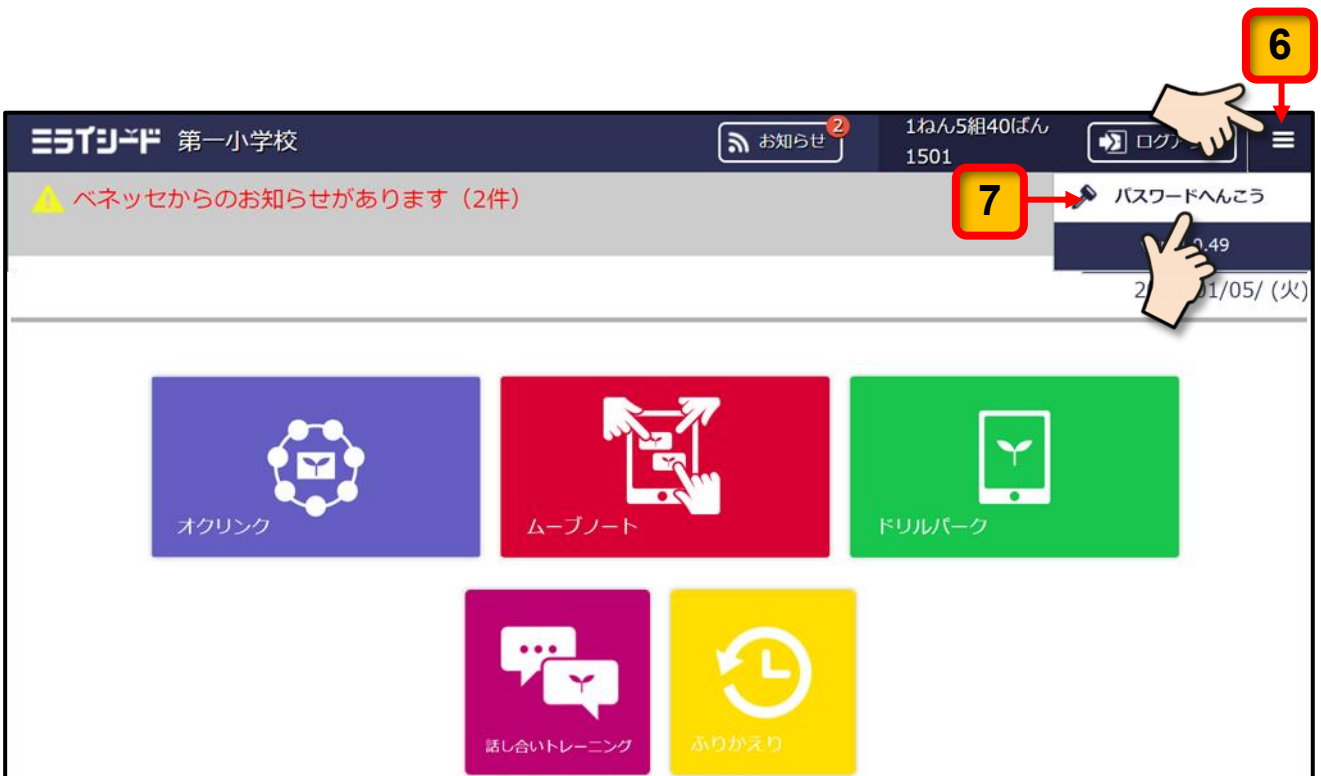 6
ミライシード 第一小学校
お知らせ 2
1ねん5組40ばん
1501
ベネッセからのお知らせがあります（2件）
7
パスワードへんこう
.49
/05/ (火)
オクリンク
ムーブノート
ドリルパーク
話し合いトレーニング
ふりかえり